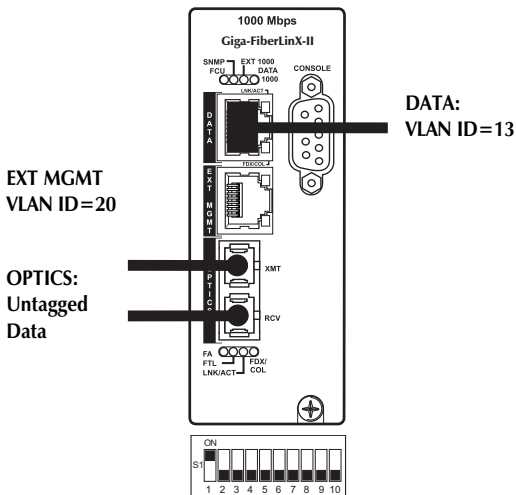 1000 Mbps
Giga-FiberLinX-II
SNMP EXT 1000
FCU DATA
1000
CONSOLE
LNK/ACT
DATA
FDX/COL
DATA:
VLAN ID=13
EXT MGMT
EXT MGMT
VLAN ID=20
OPTICS:
Untagged
Data
OPTICS
XMT
RCV
FA
FTL FDX/
LNK/ACT COL
ON
S1
1 2 3 4 5 6 7 8 9 10